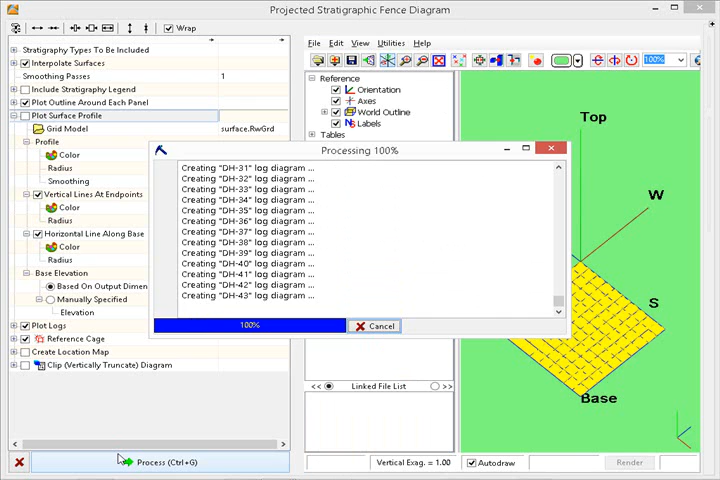 Projected Stratigraphic Fence Diagram
Wrap
Stratigraphy Types To Be Included
Interpolate Surfaces
Smoothing Passes 1
Include Stratigraphy Legend
Plot Outline Around Each Panel
Plot Surface Profile
Grid Model surface.RwGrd
Profile
Color
Radius
Smoothing
Vertical Lines At Endpoints
Color
Radius
Horizontal Line Along Base
Color
Radius
Base Elevation
Based On Output Dimen
Manually Specified
Elevation
Plot Logs
Reference Cage
Create Location Map
Clip (Vertically Truncate) Diagram
Process (Ctrl+G)
File Edit View Utilities Help
100%
Reference
Orientation
Axes
World Outline
Labels
Tables
Processing 100%
Creating "DH-31" log diagram ...
Creating "DH-32" log diagram ...
Creating "DH-33" log diagram ...
Creating "DH-34" log diagram ...
Creating "DH-35" log diagram ...
Creating "DH-36" log diagram ...
Creating "DH-37" log diagram ...
Creating "DH-38" log diagram ...
Creating "DH-39" log diagram ...
Creating "DH-40" log diagram ...
Creating "DH-41" log diagram ...
Creating "DH-42" log diagram ...
Creating "DH-43" log diagram ...
100%
Cancel
<< Linked File List >>
Vertical Exag. = 1.00
Autodraw
Render
Top
W
S
Base